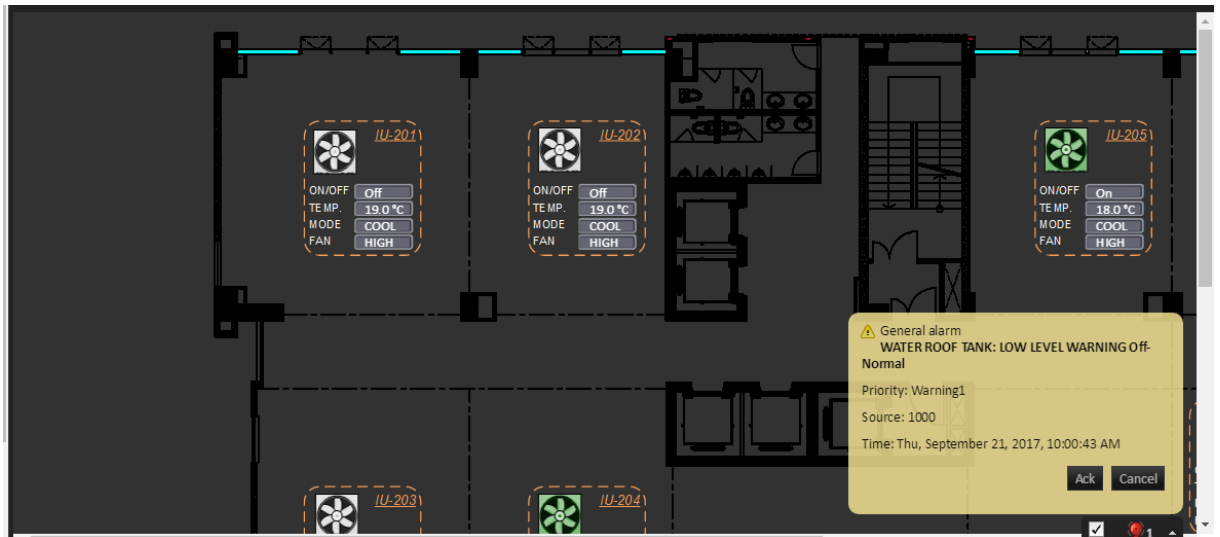 IU-201
ON/OFF Off
TEMP. 19.0 °C
MODE COOL
FAN HIGH
IU-202
ON/OFF Off
TEMP. 19.0 °C
MODE COOL
FAN HIGH
IU-205
ON/OFF On
TEMP. 18.0 °C
MODE COOL
FAN HIGH
General alarm
WATER ROOF TANK: LOW LEVEL WARNING Off-
Normal
Priority: Warning1
Source: 1000
Time: Thu, September 21, 2017, 10:00:43 AM
Ack Cancel
IU-203
IU-204
1